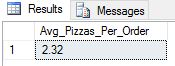 Results Messages
Avg_Pizzas_Per_Order
1 2.32